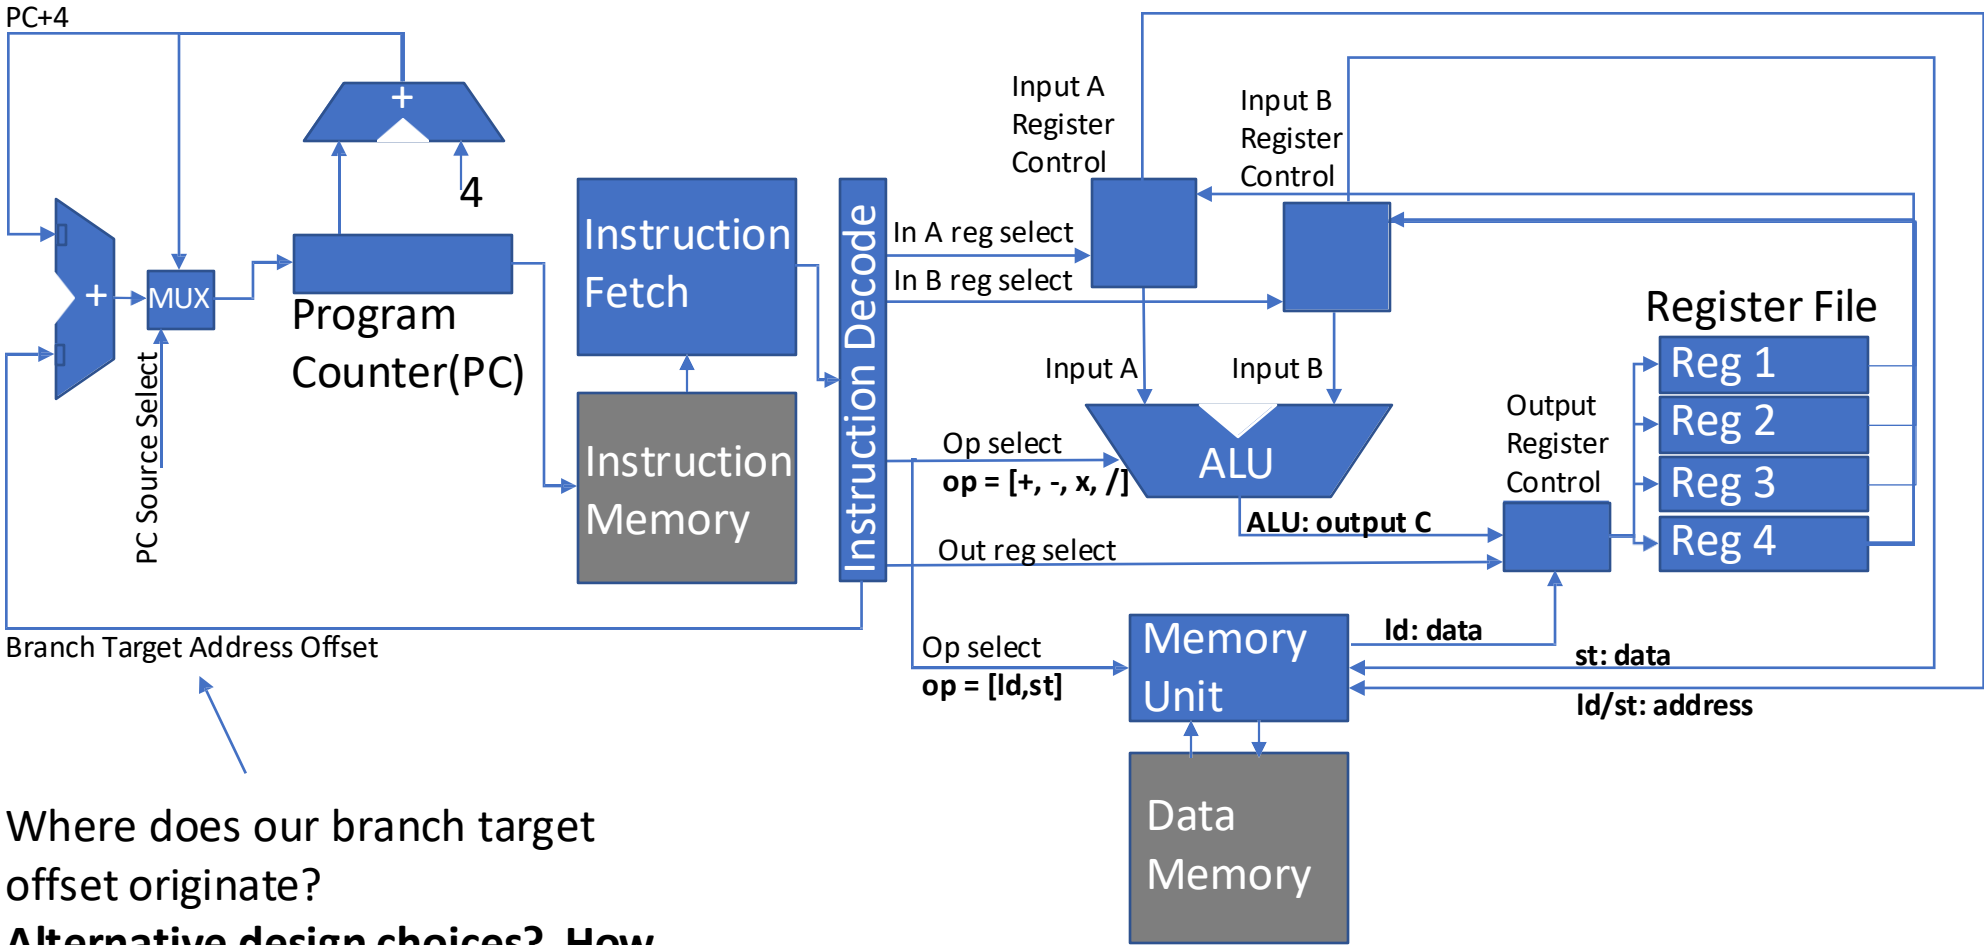 PC+4
+
4
+
MUX
PC Source Select
Program
Counter(PC)
Instruction
Fetch
Instruction
Memory
Instruction Decode
Input A
Register
Control
Input B
Register
Control
In A reg select
In B reg select
Input A
Input B
Op select
op = [+, -, x, /]
ALU
ALU: output C
Out reg select
Output
Register
Control
Register File
Reg 1
Reg 2
Reg 3
Reg 4
Branch Target Address Offset
Op select
op = [ld,st]
Memory
Unit
ld: data
st: data
ld/st: address
Data
Memory
Where does our branch target
offset originate?
Alternative design choices? How